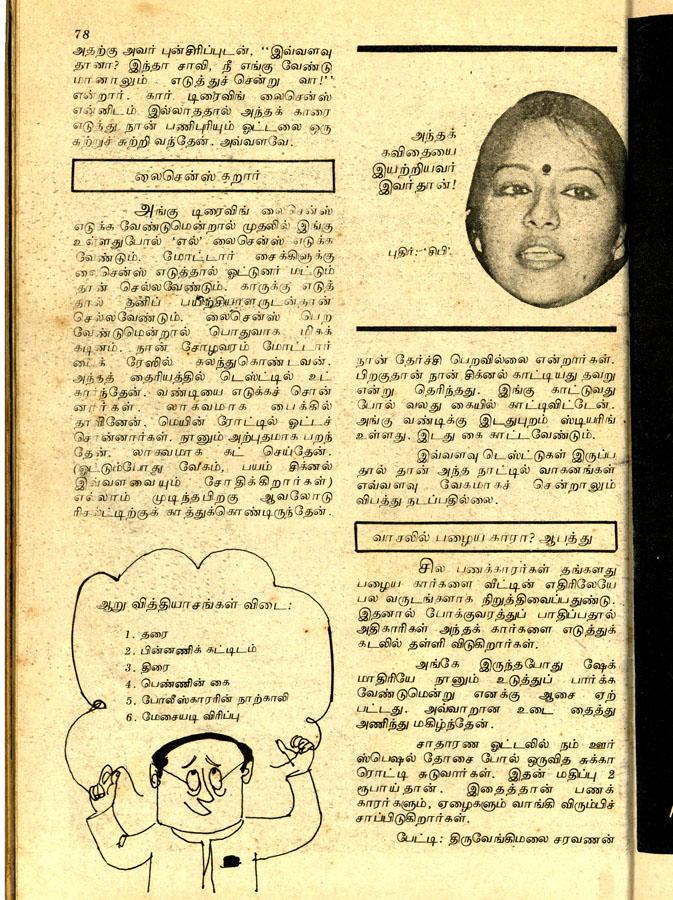 78
அதற்கு அவர் புன்சிரிப்புடன், ‘‘இவ்வளவு
தானா? இந்தா சாவி, நீ எங்கு வேண்டு
மானாலும் எடுத்துச் சென்று வா!’’
என்றார். கார் டிரைவிங் லைசென்ஸ்
என்னிடம் இல்லாததால் அந்தக் காரை
எடுத்து நான் பணிபுரியும் ஓட்டலை ஒரு
சுற்றுச் சுற்றி வந்தேன். அவ்வளவே.
லைசென்ஸ் கறார்
அங்கு டிரைவிங் லைசென்ஸ்
எடுக்க வேண்டுமென்றால் முதலில் இங்கு
உள்ளதுபோல் ‘எல்’ லைசென்ஸ் எடுக்க
வேண்டும். மோட்டார் சைக்கிளுக்கு
லைசென்ஸ் எடுத்தால் ஓட்டுனர் மட்டும்
தான் செல்லவேண்டும். காருக்கு எடுத்
தால் தனிப் பயிற்சியாளருடன்தான்
செல்லவேண்டும். லைசென்ஸ் பெற
வேண்டுமென்றால் பொதுவாக மிகக்
கடினம். நான் சோழவரம் மோட்டார்
பைக் ரேஸில் கலந்துகொண்டவன்.
அந்தத் தைரியத்தில் டெஸ்ட்டில் உட்
கார்ந்தேன். வண்டியை எடுக்கச் சொன்
னார்கள். லாகவமாக பைக்கில்
தாவினேன். மெயின் ரோட்டில் ஓட்டச்
சொன்னார்கள். நானும் அற்புதமாக பறந்
தேன். லாகவமாக கட் செய்தேன்.
(ஓட்டும்போது வேகம், பயம் சிக்னல்
இவ்வளவையும் சோதிக்கிறார்கள்)
எல்லாம் முடிந்தபிறகு ஆவலோடு
ரிசல்ட்டிற்குக் காத்துக்கொண்டிருந்தேன்.
ஆறு வித்தியாசங்கள் விடை:
1. தரை
2. பின்னணிக் கட்டிடம்
3. திரை
4. பெண்ணின் கை
5. போலீஸ்காரரின் நாற்காலி
6. மேசையடி விரிப்பு
அந்தக்
கவிதையை
இயற்றியவர்
இவர்தான்!
புதிர்:-‘சிபி’
நான் தேர்ச்சி பெறவில்லை என்றார்கள்.
பிறகுதான் நான் சிக்னல் காட்டியது தவறு
என்று தெரிந்தது. இங்கு காட்டுவது
போல் வலது கையில் காட்டிவிட்டேன்.
அங்கு வண்டிக்கு இடதுபுறம் ஸ்டியரிங்
உள்ளது. இடது கை காட்டவேண்டும்.
இவ்வளவு டெஸ்ட்டுகள் இருப்ப
தால் தான் அந்த நாட்டில் வாகனங்கள்
எவ்வளவு வேகமாகச் சென்றாலும்
விபத்து நடப்பதில்லை.
வாசலில் பழைய காரா? ஆபத்து
சில பணக்காரர்கள் தங்களது
பழைய கார்களை வீட்டின் எதிரிலேயே
பல வருடங்களாக நிறுத்திவைப்பதுண்டு.
இதனால் போக்குவரத்துப் பாதிப்பதால்
அதிகாரிகள் அந்தக் கார்களை எடுத்துக்
கடலில் தள்ளி விடுகிறார்கள்.
அங்கே இருந்தபோது ஷேக்
மாதிரியே நானும் உடுத்துப் பார்க்க
வேண்டுமென்று எனக்கு ஆசை ஏற்
பட்டது. அவ்வாறான உடை தைத்து
அணிந்து மகிழ்ந்தேன்.
சாதாரண ஓட்டலில் நம் ஊர்
ஸ்பெஷல் தோசை போல் ஒருவித சுக்கா
ரொட்டி சுடுவார்கள். இதன் மதிப்பு 2
ரூபாய்தான். இதைத்தான் பணக்
காரர்களும், ஏழைகளும் வாங்கி விரும்பிச்
சாப்பிடுகிறார்கள்.
பேட்டி: திருவேங்கிமலை சரவணன்